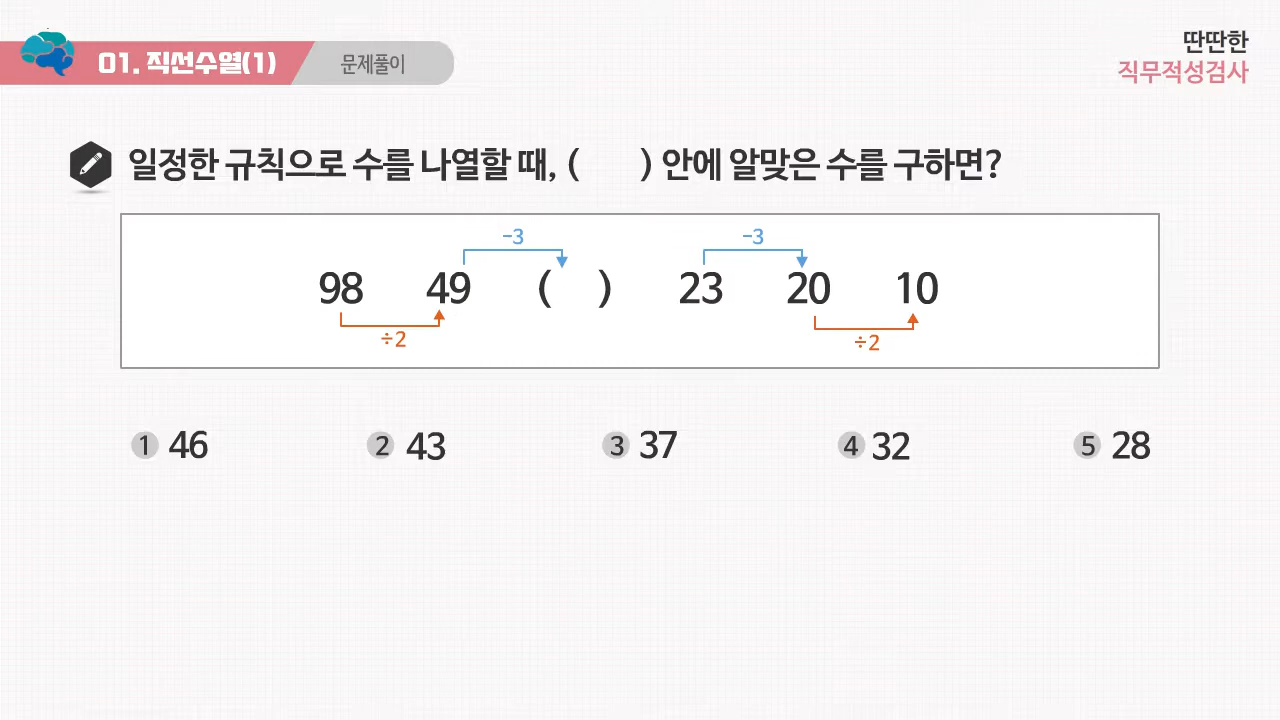 01. 직선수열(1) 문제풀이
딴딴한
직무적성검사
일정한 규칙으로 수를 나열할 때, ( ) 안에 알맞은 수를 구하면?
-3 -3
98 49 ( ) 23 20 10
÷2 ÷2
1 46 2 43 3 37 4 32 5 28